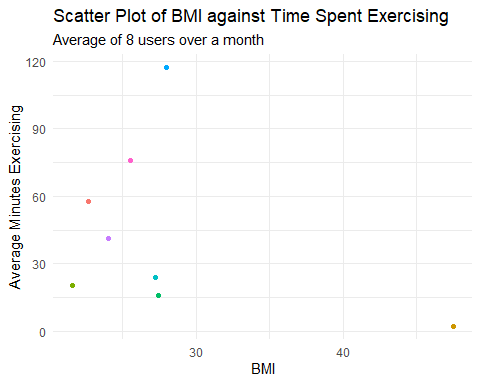 Scatter Plot of BMI against Time Spent Exercising
Average of 8 users over a month
Average Minutes Exercising
120
90
60
30
0
30 40
BMI